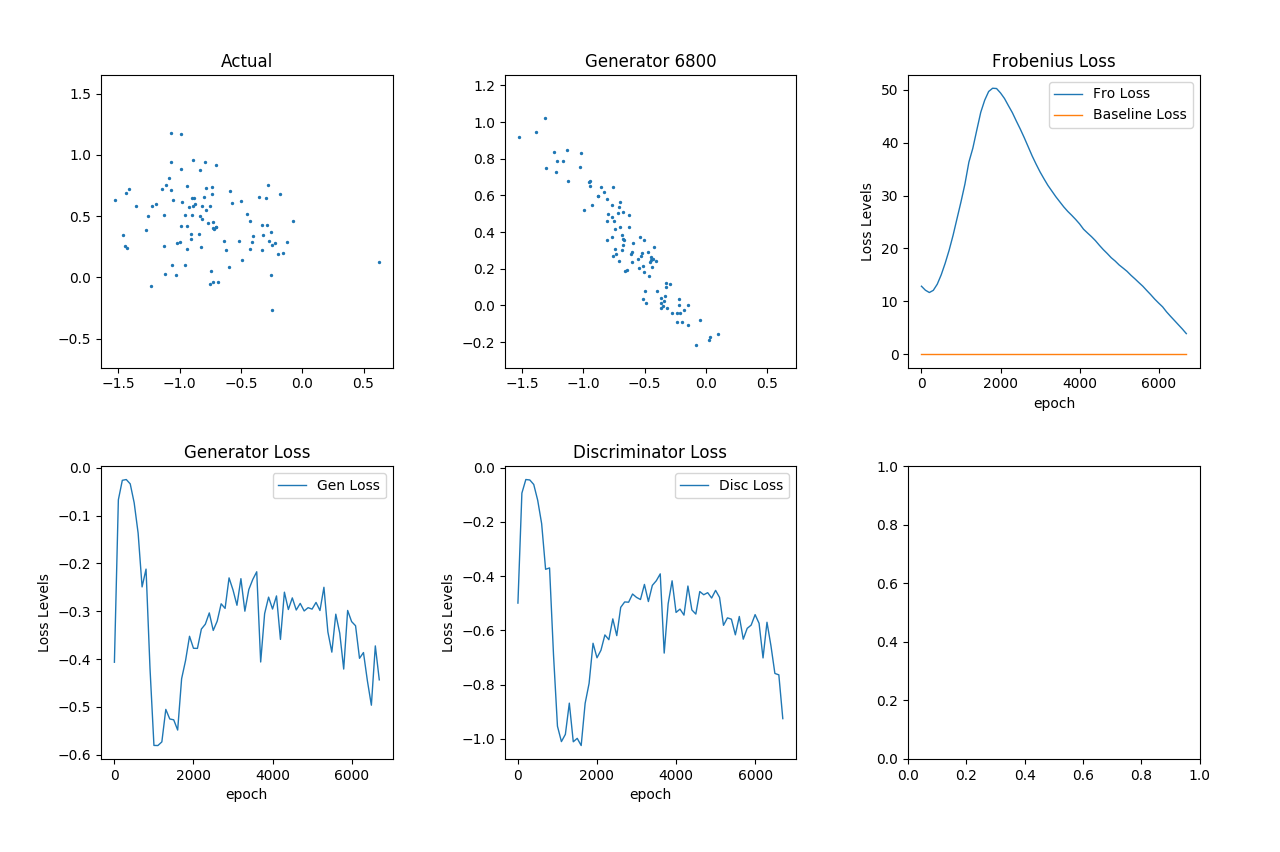 Actual
1.5
1.0
0.5
0.0
−0.5
−1.5 −1.0 −0.5 0.0 0.5
Generator 6800
1.2
1.0
0.8
0.6
0.4
0.2
0.0
−0.2
−1.5 −1.0 −0.5 0.0 0.5
Frobenius Loss
Fro Loss
Baseline Loss
Loss Levels
50
40
30
20
10
0
0 2000 4000 6000
epoch
Generator Loss
Gen Loss
Loss Levels
0.0
−0.1
−0.2
−0.3
−0.4
−0.5
−0.6
0 2000 4000 6000
epoch
Discriminator Loss
Disc Loss
Loss Levels
0.0
−0.2
−0.4
−0.6
−0.8
−1.0
0 2000 4000 6000
epoch
1.0
0.8
0.6
0.4
0.2
0.0
0.0 0.2 0.4 0.6 0.8 1.0